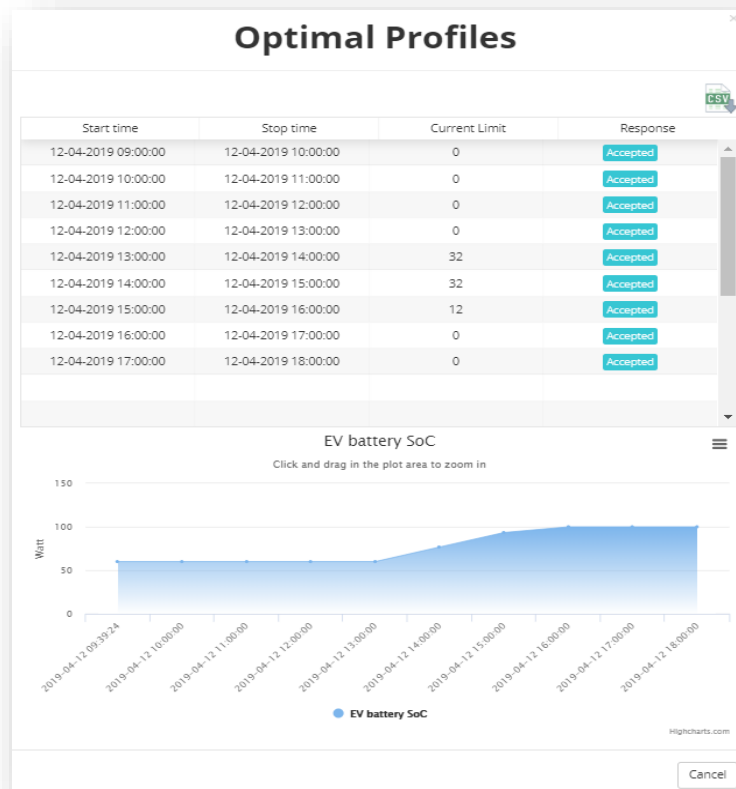 ×
Optimal Profiles
CSV
Start time Stop time Current Limit Response
12-04-2019 09:00:00 12-04-2019 10:00:00 0 Accepted
12-04-2019 10:00:00 12-04-2019 11:00:00 0 Accepted
12-04-2019 11:00:00 12-04-2019 12:00:00 0 Accepted
12-04-2019 12:00:00 12-04-2019 13:00:00 0 Accepted
12-04-2019 13:00:00 12-04-2019 14:00:00 32 Accepted
12-04-2019 14:00:00 12-04-2019 15:00:00 32 Accepted
12-04-2019 15:00:00 12-04-2019 16:00:00 12 Accepted
12-04-2019 16:00:00 12-04-2019 17:00:00 0 Accepted
12-04-2019 17:00:00 12-04-2019 18:00:00 0 Accepted
EV battery SoC
Click and drag in the plot area to zoom in
150
100
50
0
Watt
2019-04-12 09:39:24
2019-04-12 10:00:00
2019-04-12 11:00:00
2019-04-12 12:00:00
2019-04-12 13:00:00
2019-04-12 14:00:00
2019-04-12 15:00:00
2019-04-12 16:00:00
2019-04-12 17:00:00
2019-04-12 18:00:00
EV battery SoC
Highcharts.com
Cancel